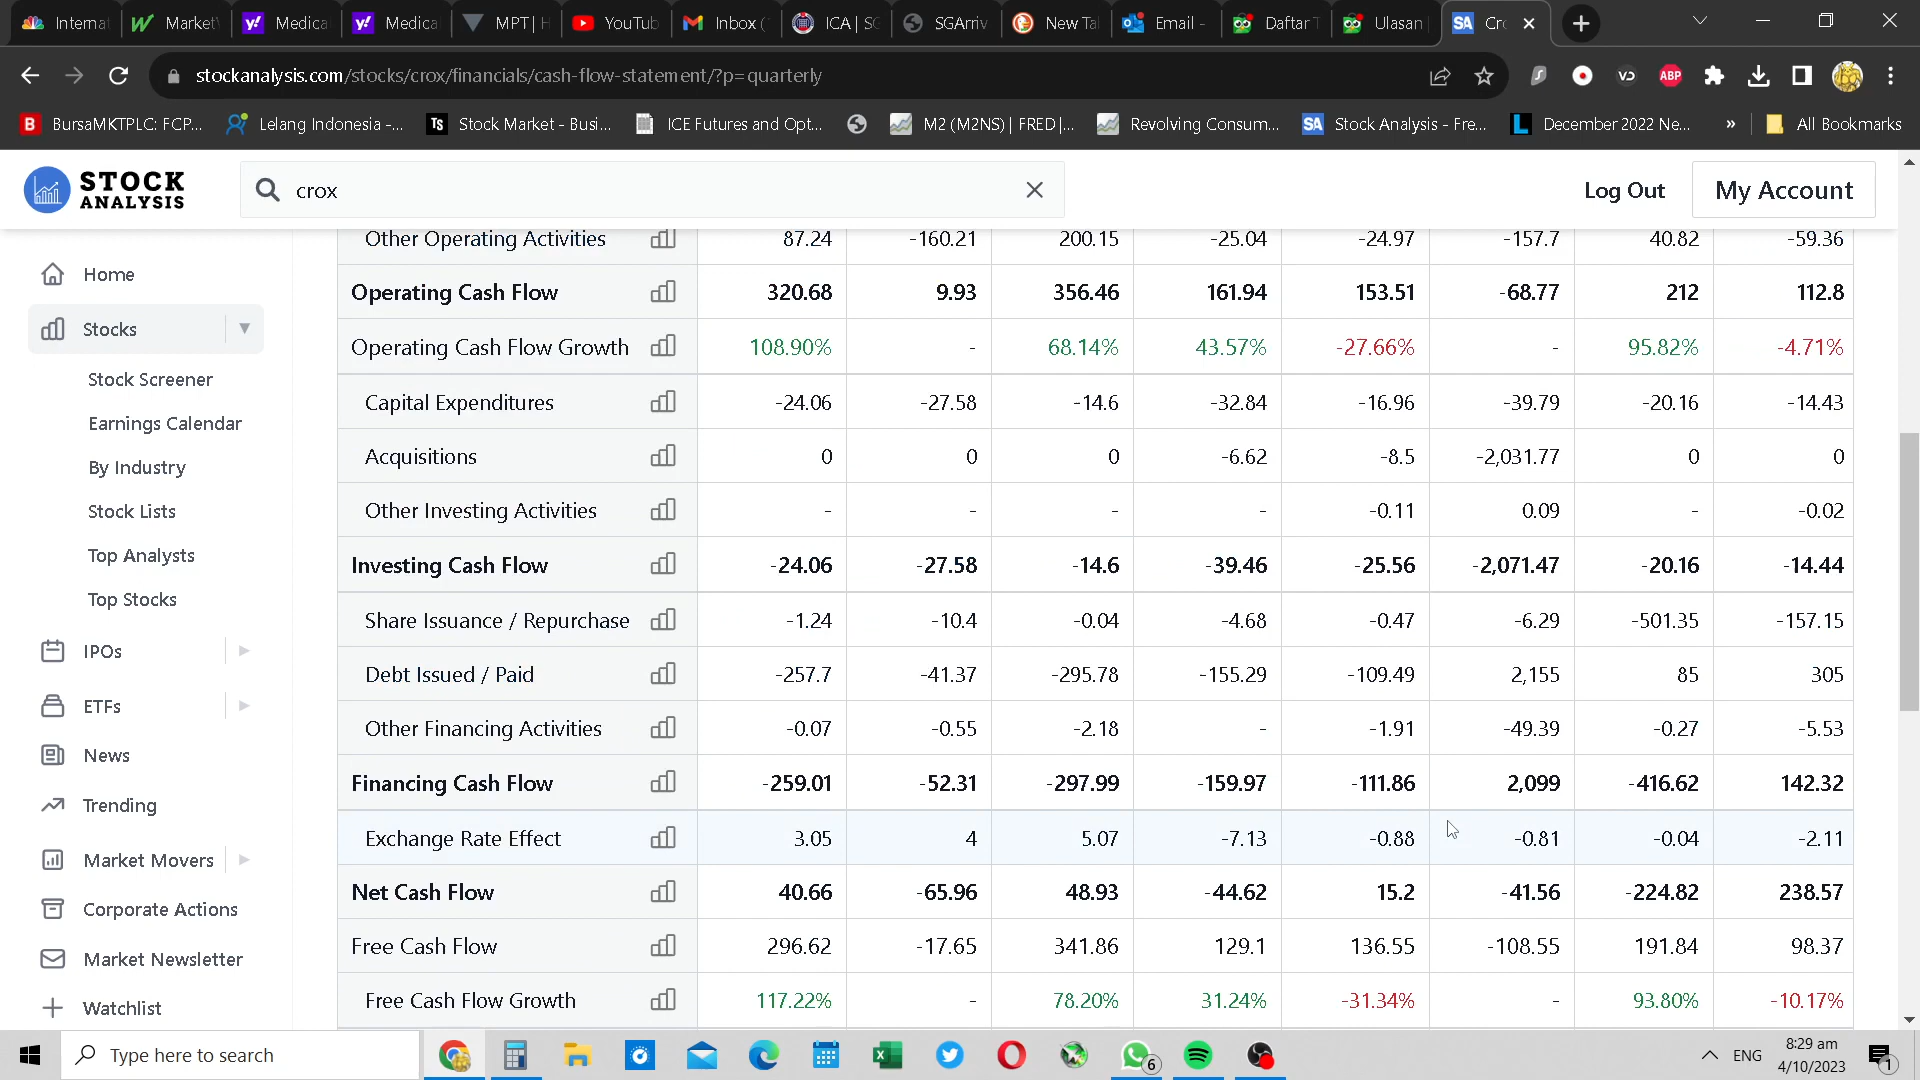 Interna
Market
Medica
Medica
MPT | H
YouTub
Inbox (
ICA | SC
SGArriv
New Ta
Email -
Daftar T
Ulasan
SA Crc
stockanalysis.com/stocks/crox/financials/cash-flow-statement/?p=quarterly
ABP
B BursaMKTPLC: FCP...
Lelang Indonesia -...
Ts Stock Market - Busi...
ICE Futures and Opt...
M2 (M2NS) | FRED |...
Revolving Consum...
SA Stock Analysis - Fre...
L December 2022 Ne...
»
All Bookmarks
STOCK
ANALYSIS
crox
Log Out
My Account
Home
Stocks
Stock Screener
Earnings Calendar
By Industry
Stock Lists
Top Analysts
Top Stocks
IPOs
ETFs
News
Trending
Market Movers
Corporate Actions
Market Newsletter
Watchlist
Other Operating Activities 87.24 -160.21 200.15 -25.04 -24.97 -157.7 40.82 -59.36
Operating Cash Flow 320.68 9.93 356.46 161.94 153.51 -68.77 212 112.8
Operating Cash Flow Growth 108.90% - 68.14% 43.57% -27.66% - 95.82% -4.71%
Capital Expenditures -24.06 -27.58 -14.6 -32.84 -16.96 -39.79 -20.16 -14.43
Acquisitions 0 0 0 -6.62 -8.5 -2,031.77 0 0
Other Investing Activities - - - - -0.11 0.09 - -0.02
Investing Cash Flow -24.06 -27.58 -14.6 -39.46 -25.56 -2,071.47 -20.16 -14.44
Share Issuance / Repurchase -1.24 -10.4 -0.04 -4.68 -0.47 -6.29 -501.35 -157.15
Debt Issued / Paid -257.7 -41.37 -295.78 -155.29 -109.49 2,155 85 305
Other Financing Activities -0.07 -0.55 -2.18 - -1.91 -49.39 -0.27 -5.53
Financing Cash Flow -259.01 -52.31 -297.99 -159.97 -111.86 2,099 -416.62 142.32
Exchange Rate Effect 3.05 4 5.07 -7.13 -0.88 -0.81 -0.04 -2.11
Net Cash Flow 40.66 -65.96 48.93 -44.62 15.2 -41.56 -224.82 238.57
Free Cash Flow 296.62 -17.65 341.86 129.1 136.55 -108.55 191.84 98.37
Free Cash Flow Growth 117.22% - 78.20% 31.24% -31.34% - 93.80% -10.17%
Type here to search
6
ENG
8:29 am
4/10/2023
1